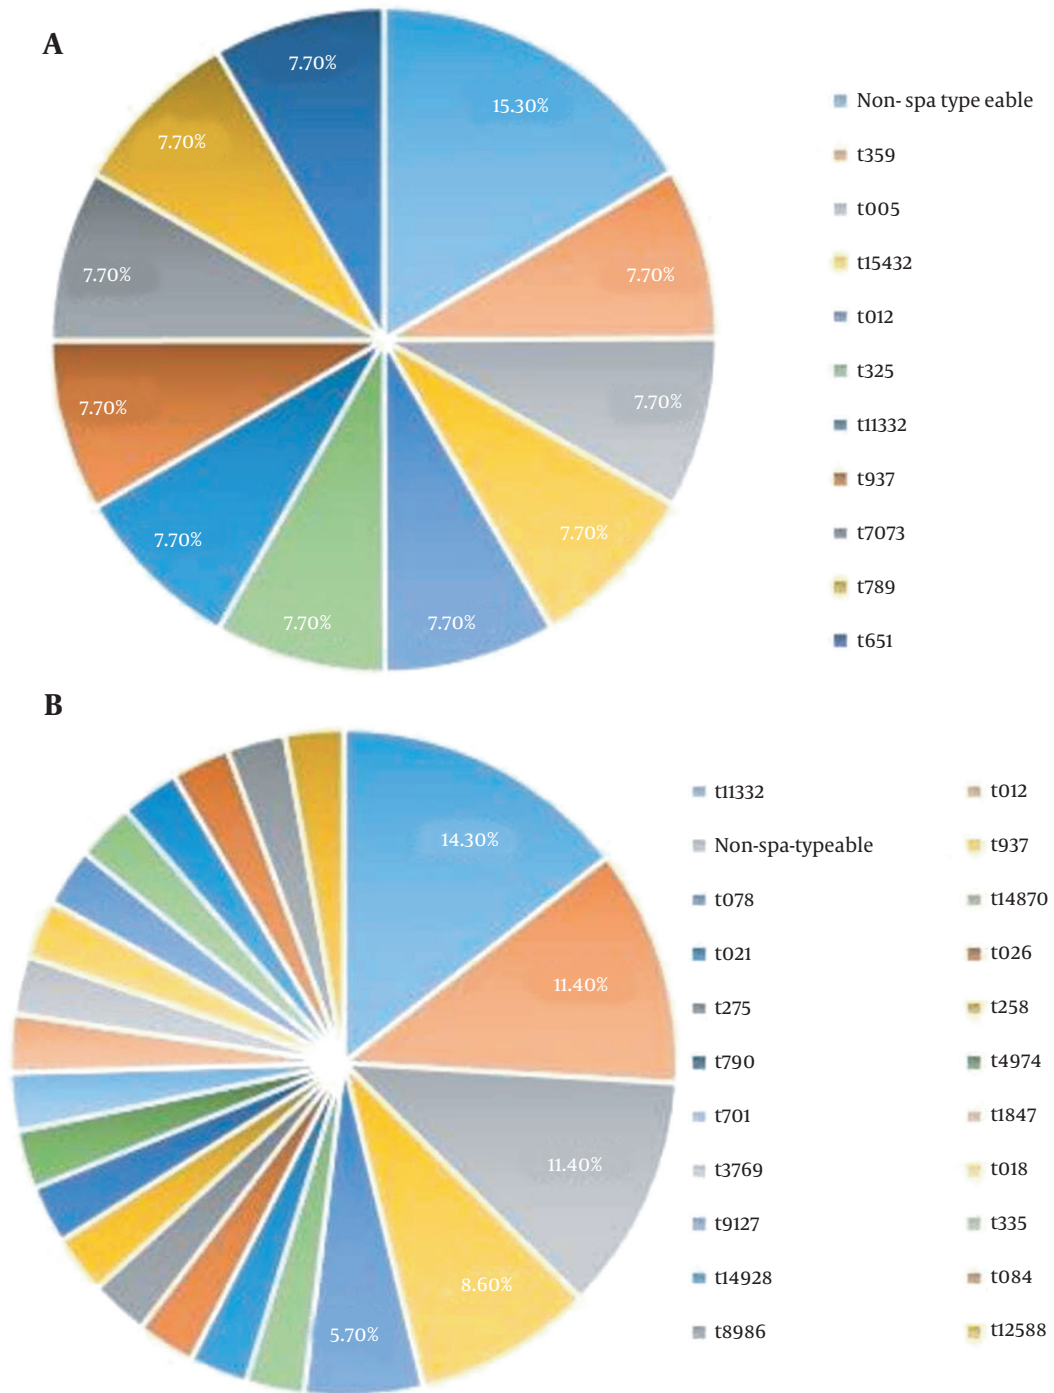 A
7.70%
15.30%
7.70%
7.70%
7.70%
7.70%
7.70%
7.70%
7.70%
7.70%
7.70%
Non- spa type eable
t359
t005
t15432
t012
t325
t11332
t937
t7073
t789
t651
B
14.30%
11.40%
11.40%
8.60%
5.70%
t11332 t012
Non-spa-typeable t937
t078 t14870
t021 t026
t275 t258
t790 t4974
t701 t1847
t3769 t018
t9127 t335
t14928 t084
t8986 t12588